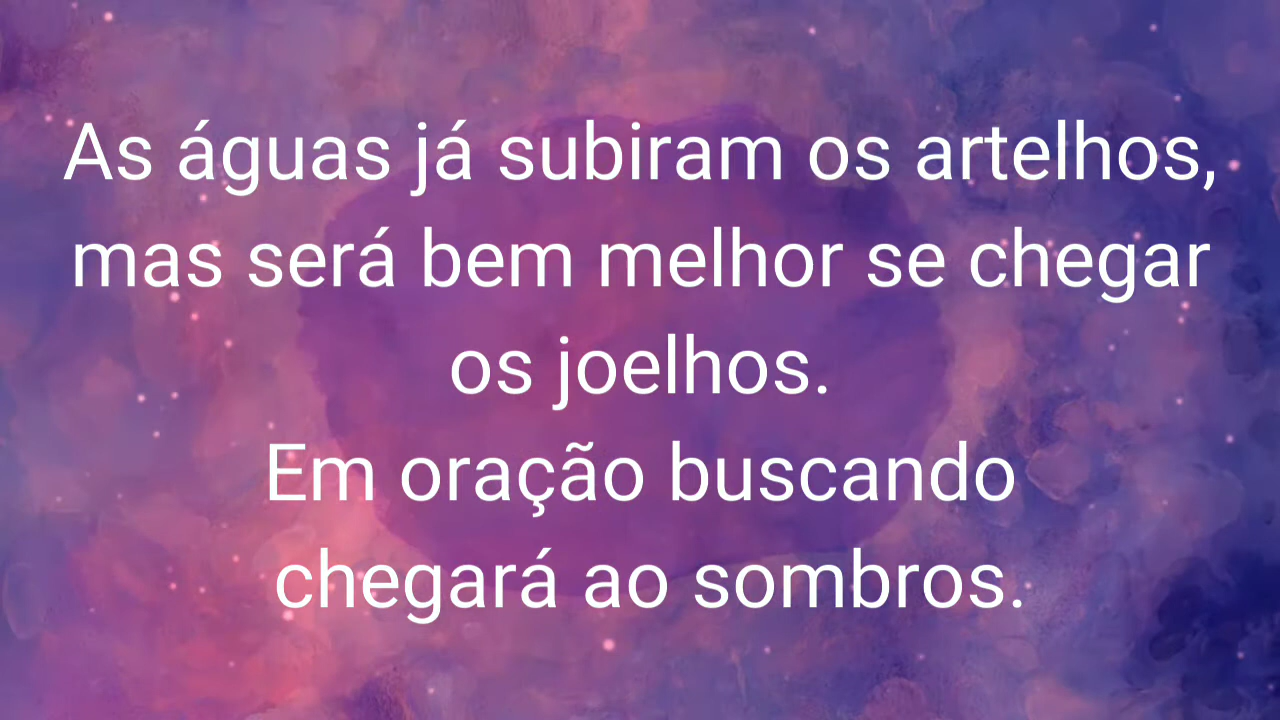 As águas já subiram os artelhos,
mas será bem melhor se chegar
os joelhos.
Em oração buscando
chegará ao sombros.